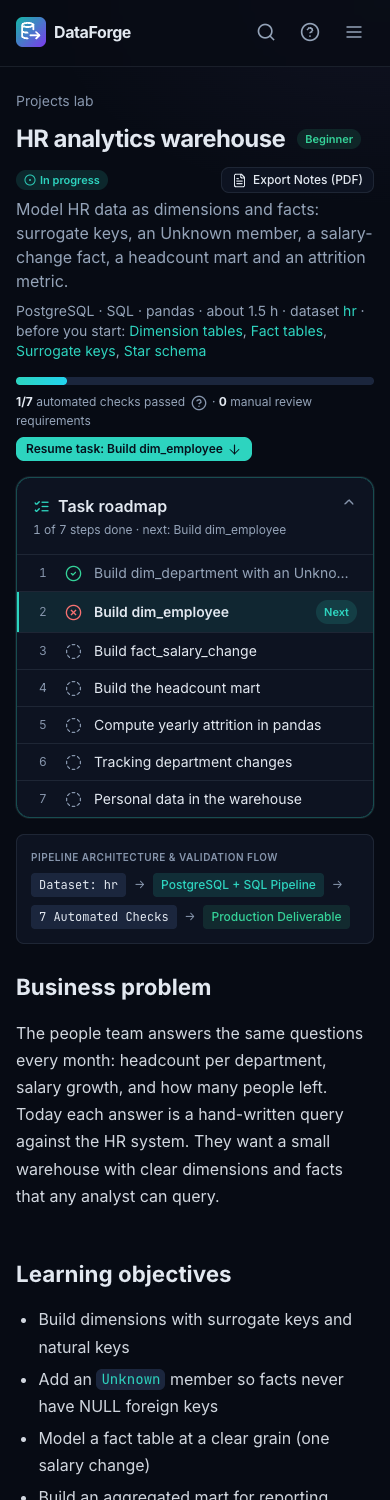 DataForge
Projects lab
HR analytics warehouse Beginner
In progress Export Notes (PDF)
Model HR data as dimensions and facts:
surrogate keys, an Unknown member, a salary-
change fact, a headcount mart and an attrition
metric.
PostgreSQL · SQL · pandas · about 1.5 h · dataset hr ·
before you start: Dimension tables, Fact tables,
Surrogate keys, Star schema
1/7 automated checks passed ? · 0 manual review
requirements
Resume task: Build dim_employee ↓
Task roadmap
1 of 7 steps done · next: Build dim_employee
1 Build dim_department with an Unkno...
2 Build dim_employee Next
3 Build fact_salary_change
4 Build the headcount mart
5 Compute yearly attrition in pandas
6 Tracking department changes
7 Personal data in the warehouse
PIPELINE ARCHITECTURE & VALIDATION FLOW
Dataset: hr → PostgreSQL + SQL Pipeline →
7 Automated Checks → Production Deliverable
Business problem
The people team answers the same questions
every month: headcount per department,
salary growth, and how many people left.
Today each answer is a hand-written query
against the HR system. They want a small
warehouse with clear dimensions and facts
that any analyst can query.
Learning objectives
• Build dimensions with surrogate keys and
natural keys
• Add an Unknown member so facts never
have NULL foreign keys
• Model a fact table at a clear grain (one
salary change)
• Build an aggregated mart for reporting